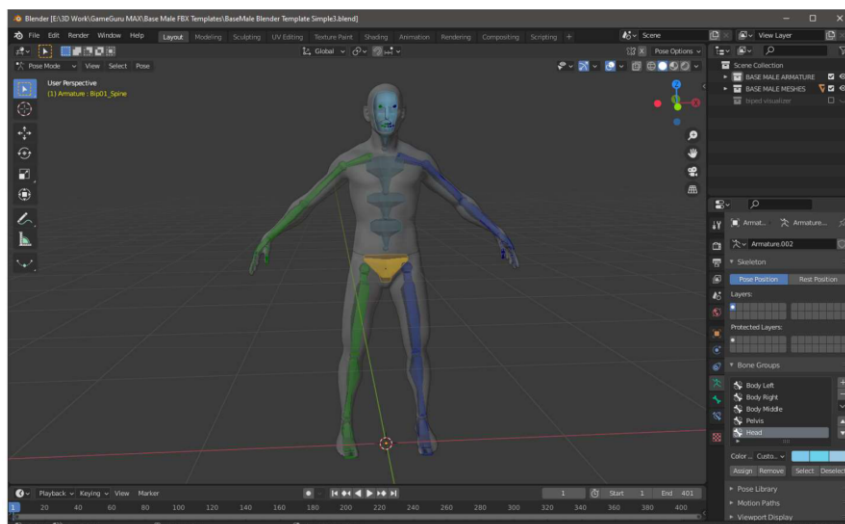 Blender [E:\3D Work\GameGuru MAX\Base Male FBX Templates\BaseMale Blender Template Simple3.blend]
File Edit Render Window Help Layout Modeling Sculpting UV Editing Texture Paint Shading Animation Rendering Compositing Scripting + Scene View Layer
Global Pose Options
Pose Mode View Select Pose
User Perspective
(1) Armature : Bip01_Spine
Scene Collection
BASE MALE ARMATURE
BASE MALE MESHES
biped visualizer
Armat... Armature...
Armature.002
Skeleton
Pose Position Rest Position
Layers:
Protected Layers:
Bone Groups
Body Left
Body Right
Body Middle
Pelvis
Head
Color ... Custo...
Assign Remove Select Deselect
Pose Library
Motion Paths
Viewport Display
Playback Keying View Marker 1 Start 1 End 401
1 20 40 60 80 100 120 140 160 180 200 220 240 260 280 300 320 340 360 380 400